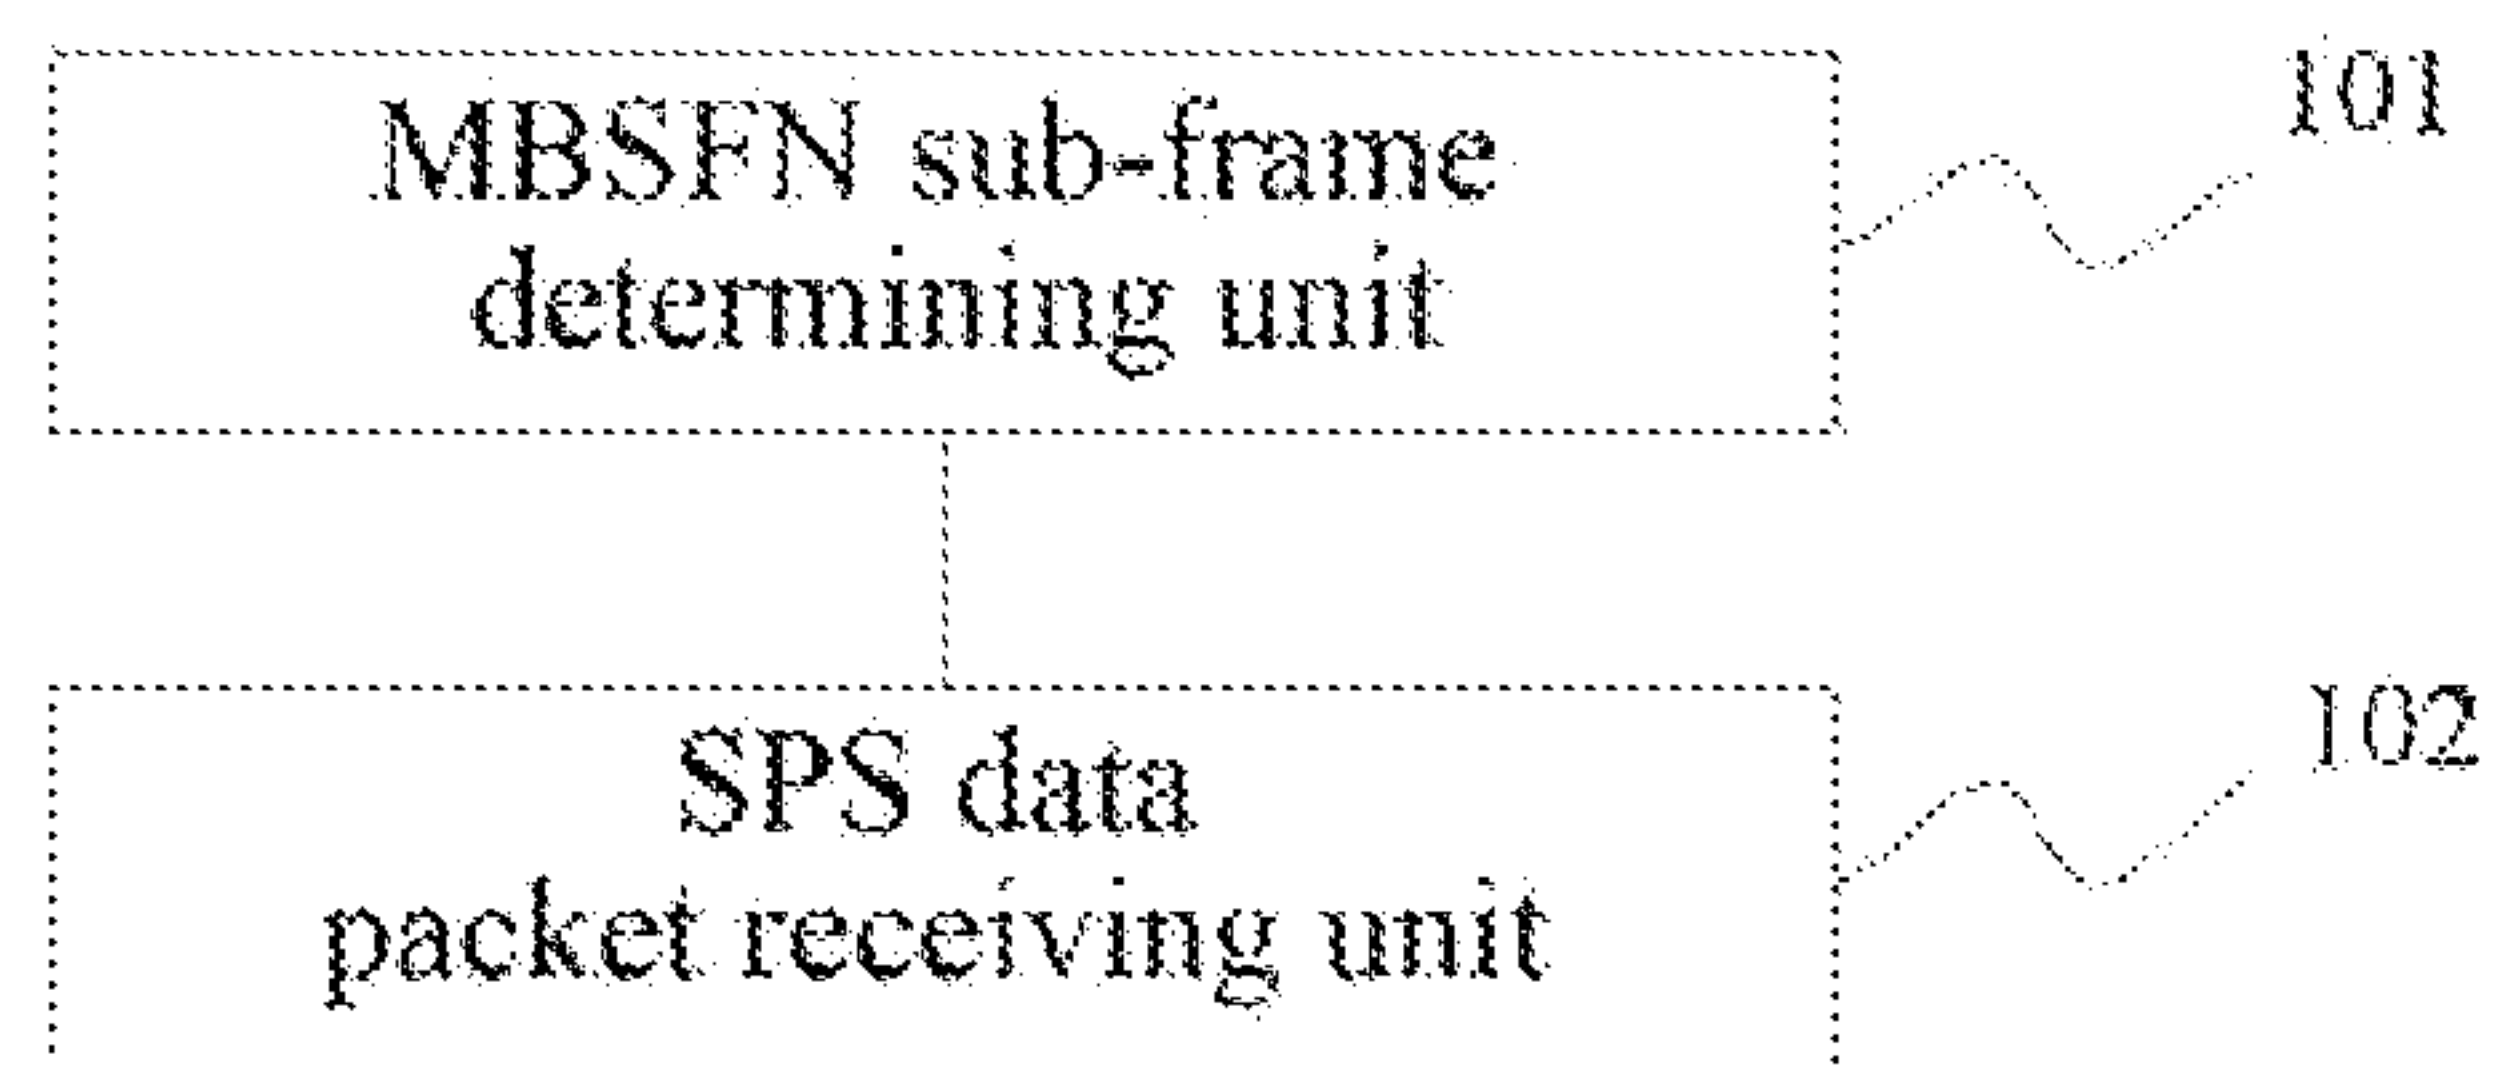 101
MBSFN sub-frame
determining unit
102
SPS data
packet receiving unit